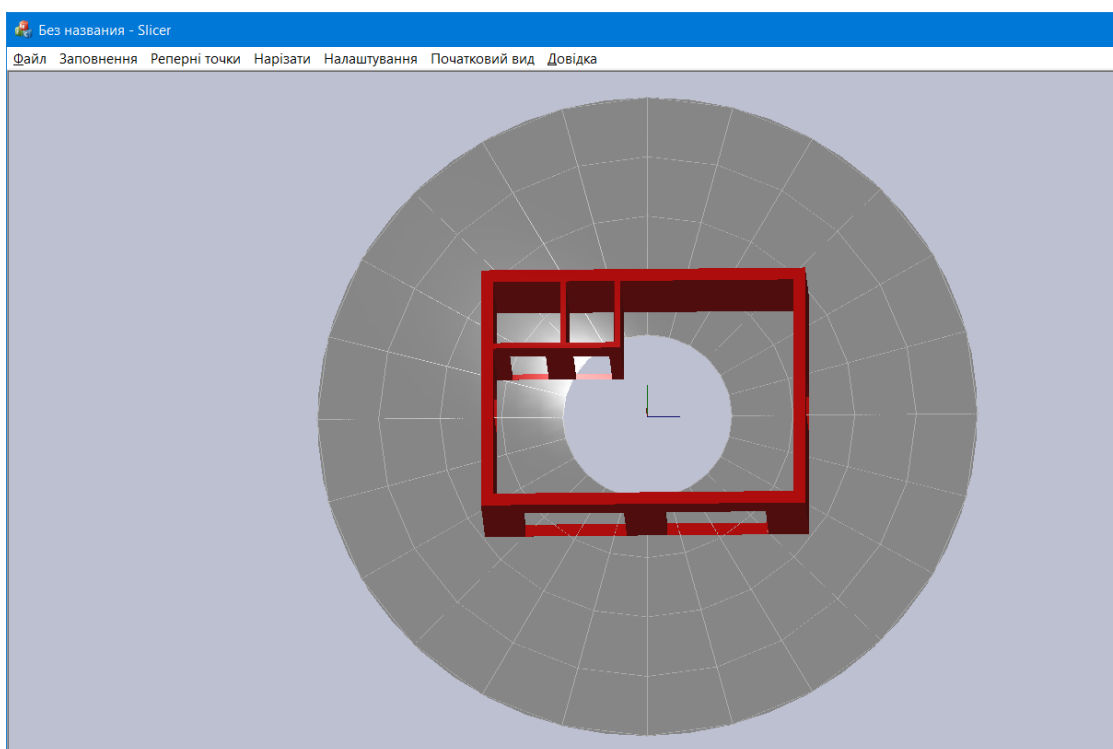 Без названия - Slicer
Файл Заповнення Реперні точки Нарізати Налаштування Початковий вид Довідка